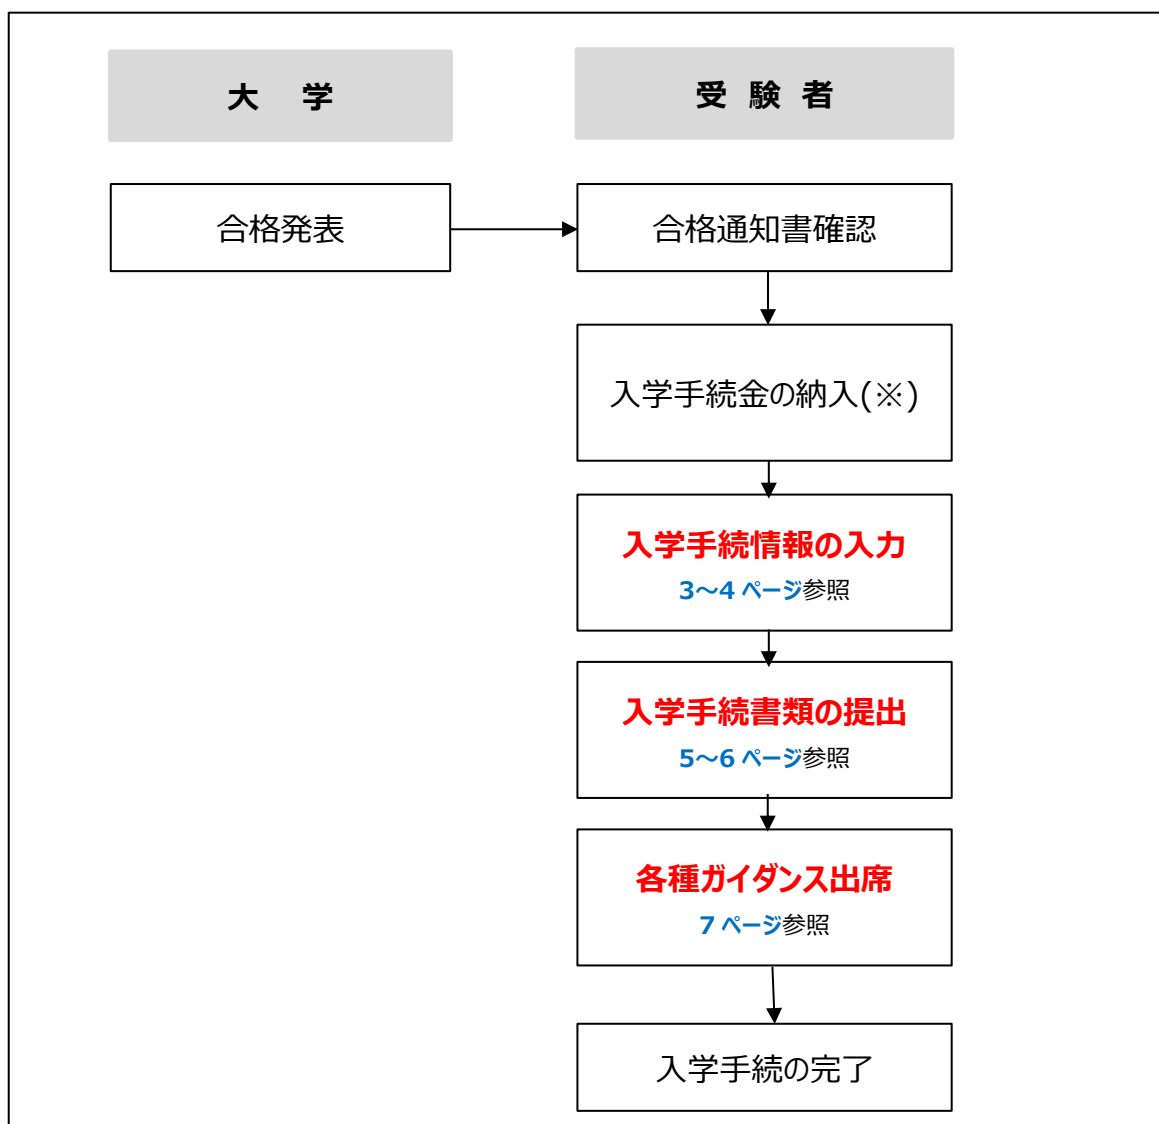 大　学
受 験 者
合格発表
合格通知書確認
入学手続金の納入(※)
入学手続情報の入力
3～4 ページ参照
入学手続書類の提出
5～6 ページ参照
各種ガイダンス出席
7 ページ参照
入学手続の完了